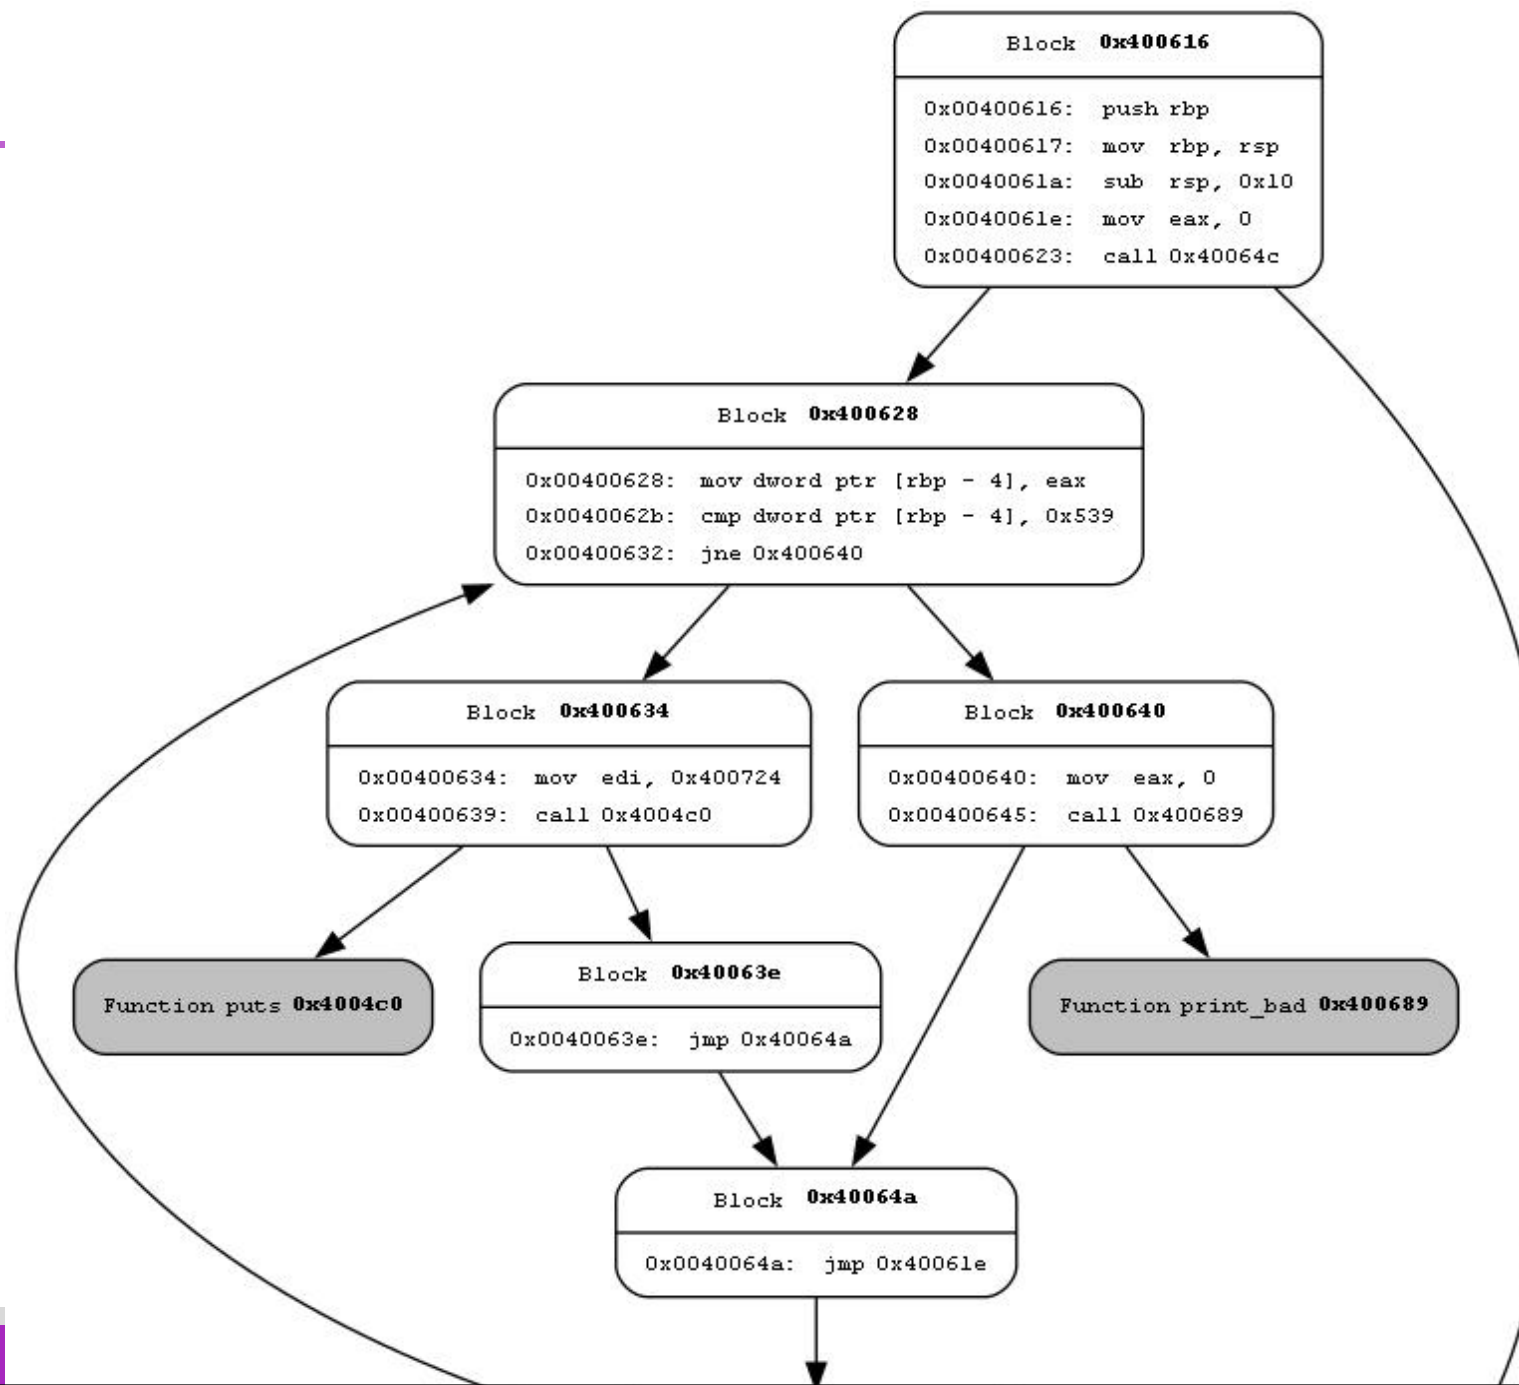 Block 0x400616
0x00400616: push rbp
0x00400617: mov rbp, rsp
0x0040061a: sub rsp, 0x10
0x0040061e: mov eax, 0
0x00400623: call 0x40064c
Block 0x400628
0x00400628: mov dword ptr [rbp - 4], eax
0x0040062b: cmp dword ptr [rbp - 4], 0x539
0x00400632: jne 0x400640
Block 0x400634
0x00400634: mov edi, 0x400724
0x00400639: call 0x4004c0
Block 0x400640
0x00400640: mov eax, 0
0x00400645: call 0x400689
Function puts 0x4004c0
Block 0x40063e
0x0040063e: jmp 0x40064a
Function print_bad 0x400689
Block 0x40064a
0x0040064a: jmp 0x40061e